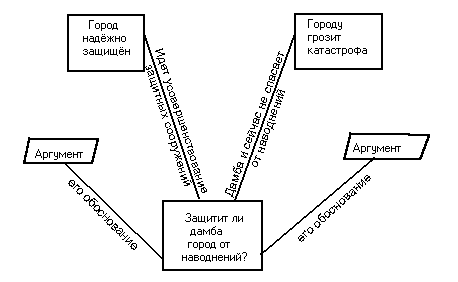 Город
надёжно
защищён
Городу
грозит
катастрофа
Идет усовершенствование
защитных сооружений
Дамба и сейчас не спасает
от наводнений
Аргумент
его обоснование
Аргумент
его обоснование
Защитит ли
дамба
город от
наводнений?